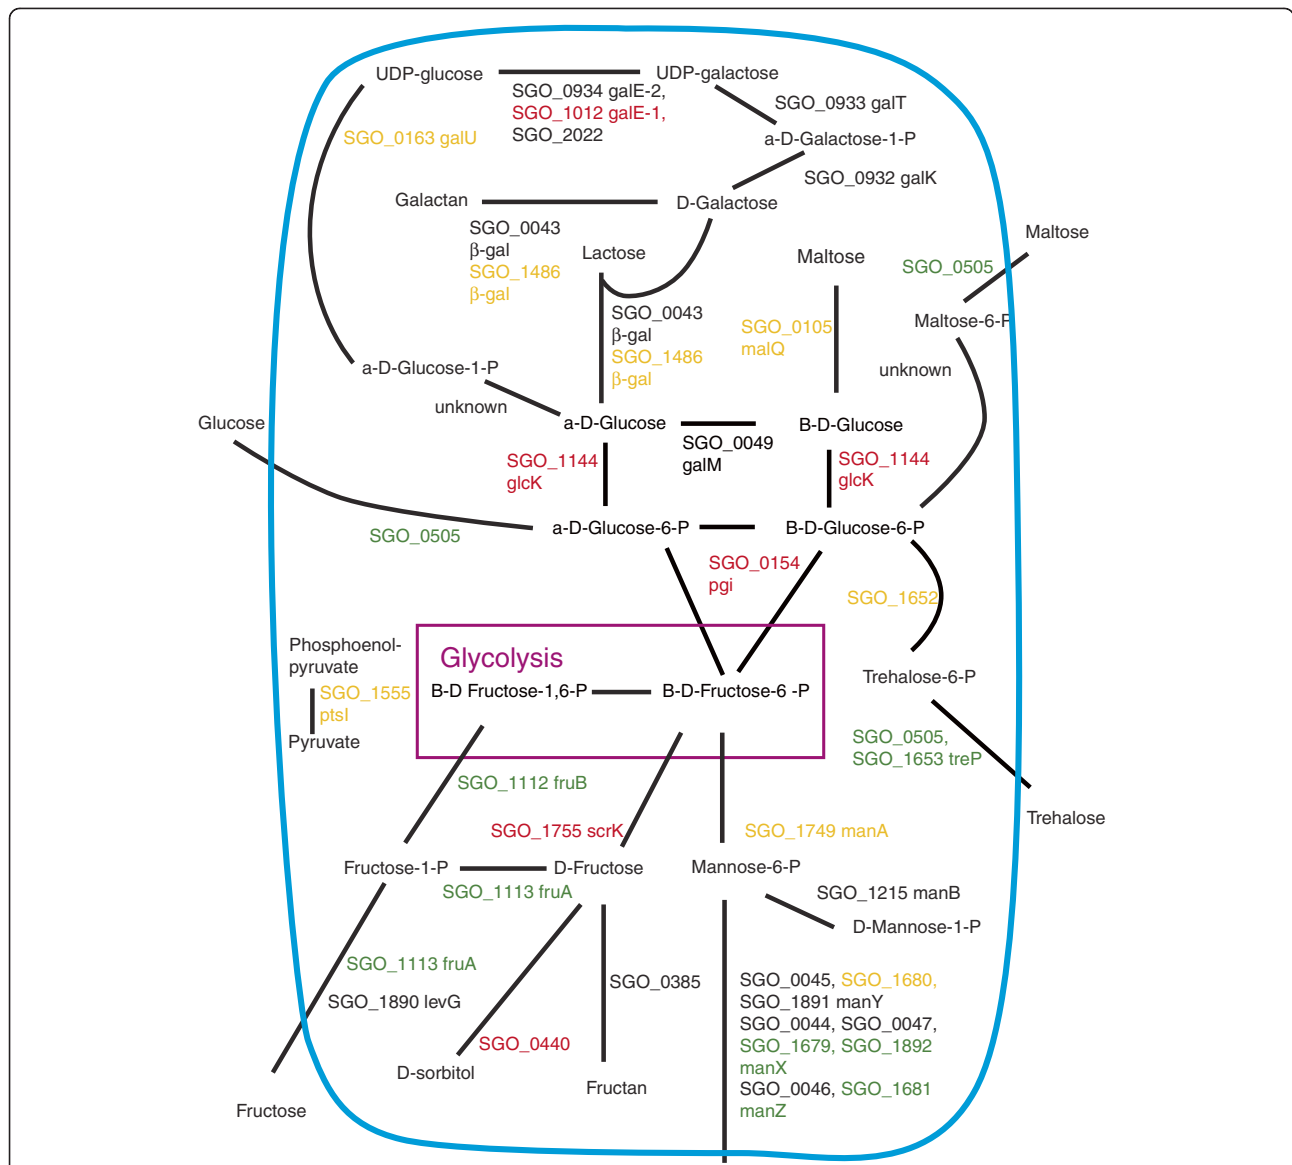 UDP-glucose
UDP-galactose
SGO_0934 galE-2,
SGO_1012 galE-1,
SGO_2022
SGO_0933 galT
SGO_0163 galU
a-D-Galactose-1-P
SGO_0932 galK
Galactan
D-Galactose
SGO_0043
β-gal
SGO_1486
β-gal
Lactose
Maltose
Maltose
SGO_0505
SGO_0043
β-gal
SGO_1486
β-gal
SGO_0105
malQ
Maltose-6-P
unknown
a-D-Glucose-1-P
unknown
Glucose
a-D-Glucose
SGO_0049
galM
B-D-Glucose
SGO_1144
glcK
SGO_1144
glcK
SGO_0505
a-D-Glucose-6-P
B-D-Glucose-6-P
SGO_0154
pgi
SGO_1652
Phosphoenol-
pyruvate
SGO_1555
ptsI
Pyruvate
Glycolysis
B-D Fructose-1,6-P
B-D-Fructose-6 -P
Trehalose-6-P
SGO_0505,
SGO_1653 treP
Trehalose
SGO_1112 fruB
SGO_1755 scrK
SGO_1749 manA
Fructose-1-P
D-Fructose
Mannose-6-P
SGO_1113 fruA
SGO_1215 manB
D-Mannose-1-P
SGO_1113 fruA
SGO_1890 levG
SGO_0385
SGO_0045, SGO_1680,
SGO_1891 manY
SGO_0044, SGO_0047,
SGO_1679, SGO_1892
manX
SGO_0046, SGO_1681
manZ
SGO_0440
D-sorbitol
Fructan
Fructose